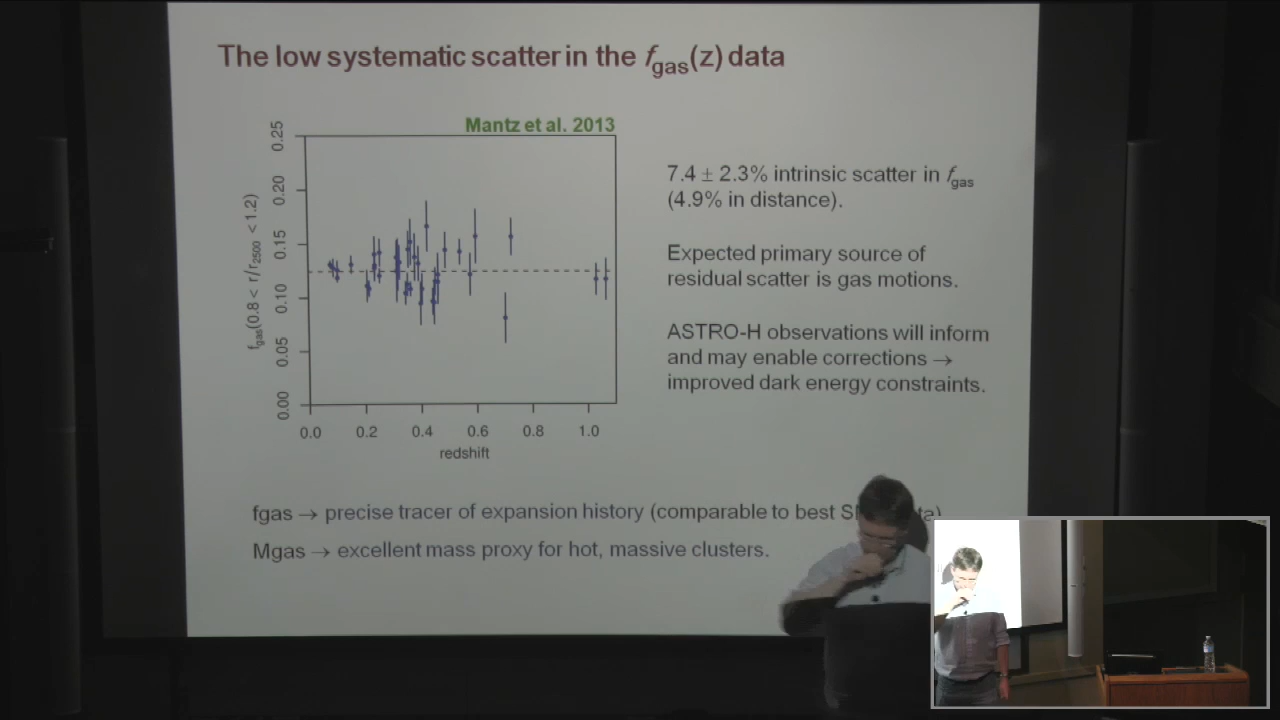 The low systematic scatter in the fgas(z) data
Mantz et al. 2013
0.25
0.20
0.15
0.10
0.05
0.00
fgas(0.8 < r/r2500 < 1.2)
0.0 0.2 0.4 0.6 0.8 1.0
redshift
7.4 ± 2.3% intrinsic scatter in fgas
(4.9% in distance).
Expected primary source of
residual scatter is gas motions.
ASTRO-H observations will inform
and may enable corrections →
improved dark energy constraints.
fgas → precise tracer of expansion history (comparable to best
Mgas → excellent mass proxy for hot, massive clusters.